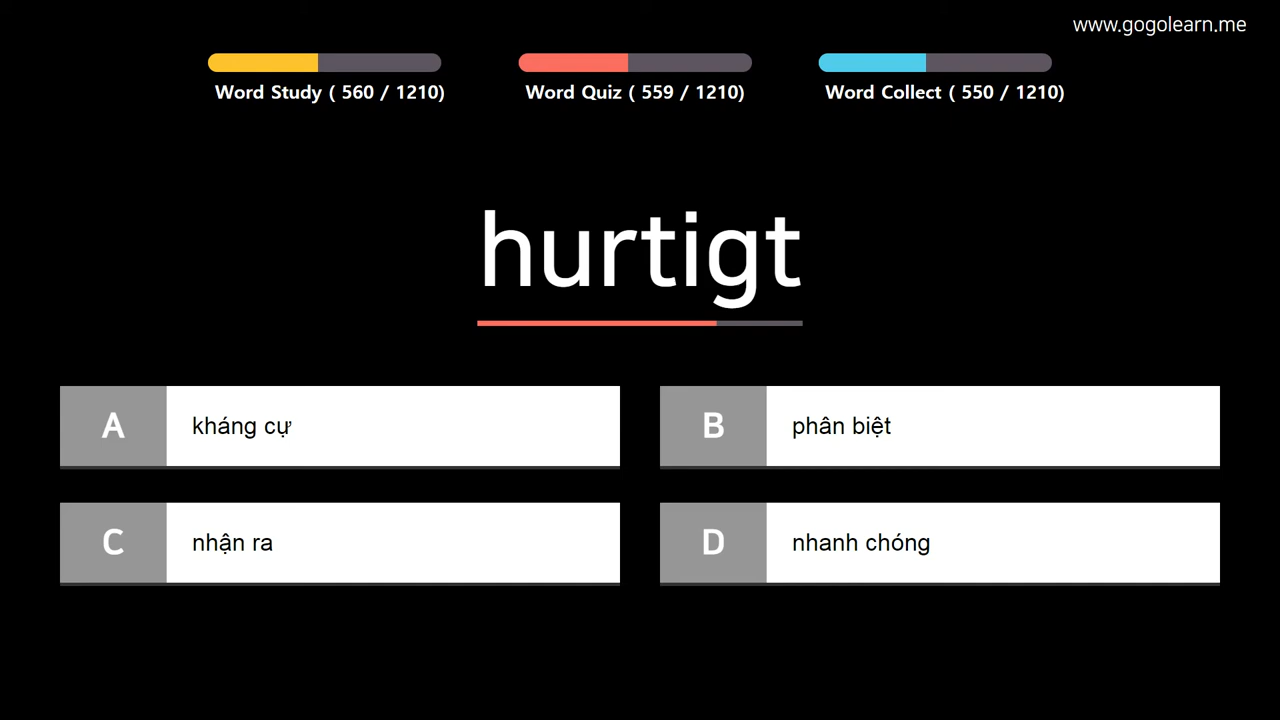 www.gogolearn.me
Word Study ( 560 / 1210)
Word Quiz ( 559 / 1210)
Word Collect ( 550 / 1210)
hurtigt
A kháng cự
B phân biệt
C nhận ra
D nhanh chóng